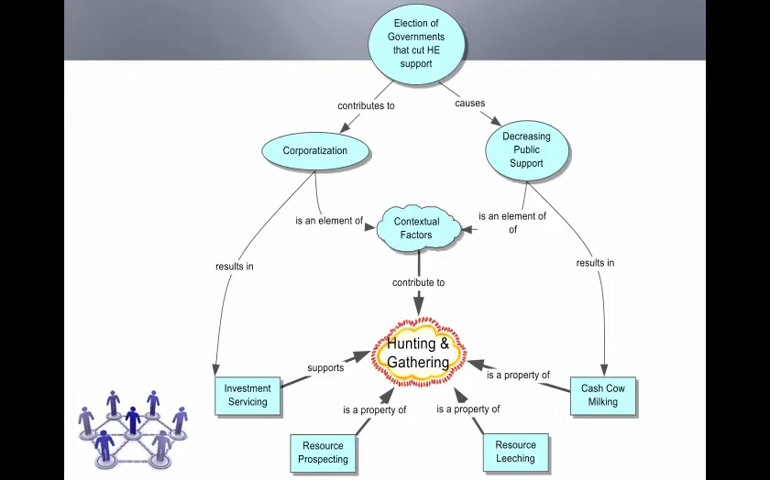 Election of
Governments
that cut HE
support
contributes to
causes
Corporatization
Decreasing
Public
Support
is an element of
Contextual
Factors
is an element of
of
results in
results in
contribute to
Hunting &
Gathering
supports
is a property of
Investment
Servicing
Cash Cow
Milking
is a property of
is a property of
Resource
Prospecting
Resource
Leeching